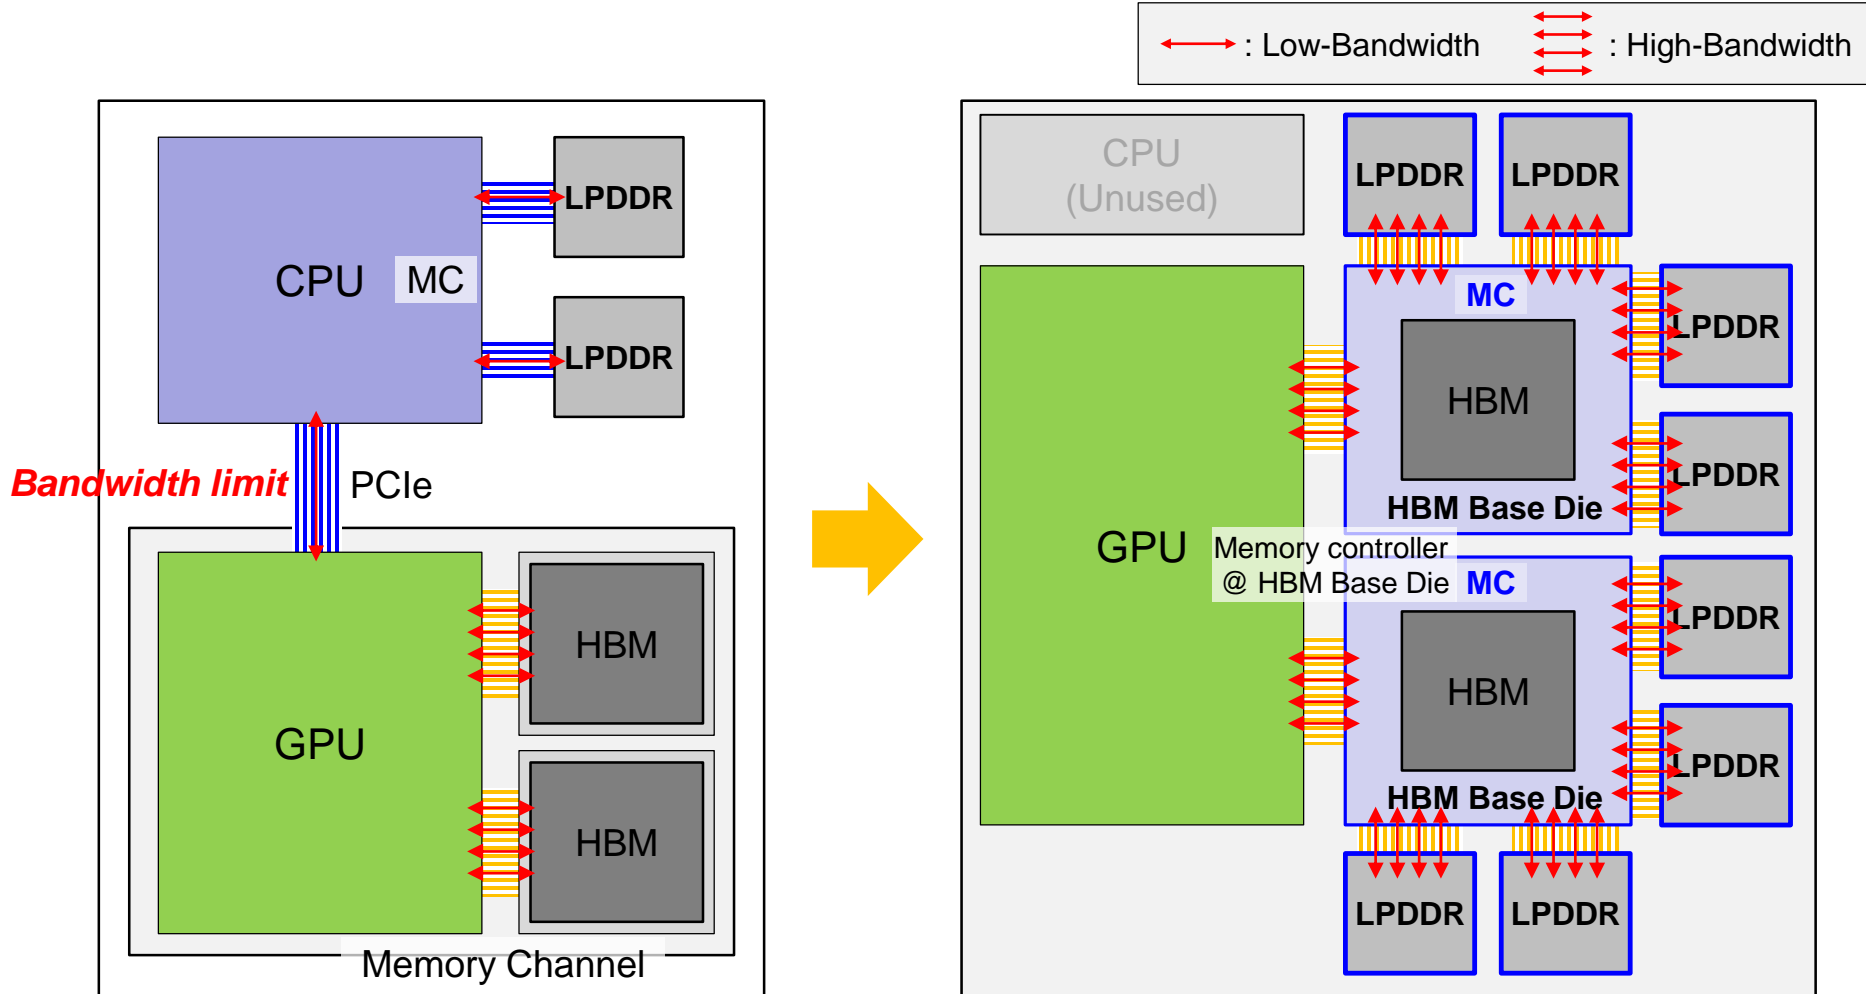 : Low-Bandwidth
: High-Bandwidth
CPU
MC
LPDDR
LPDDR
Bandwidth limit
PCIe
GPU
HBM
HBM
Memory Channel
CPU
(Unused)
LPDDR
LPDDR
MC
LPDDR
HBM
LPDDR
HBM Base Die
GPU
Memory controller
@ HBM Base Die
MC
LPDDR
HBM
LPDDR
HBM Base Die
LPDDR
LPDDR